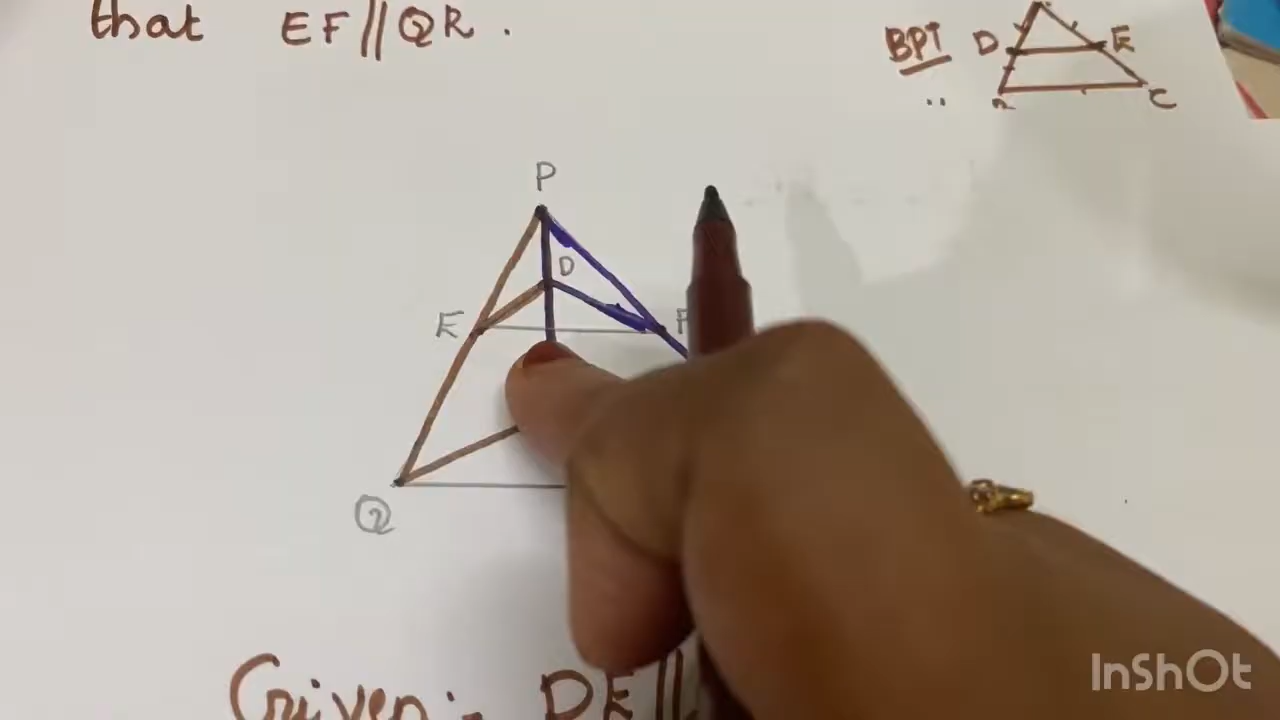 that EF || QR.
BPT
D E
C
P
D
E
Q
Given:- DE ||
InShOt